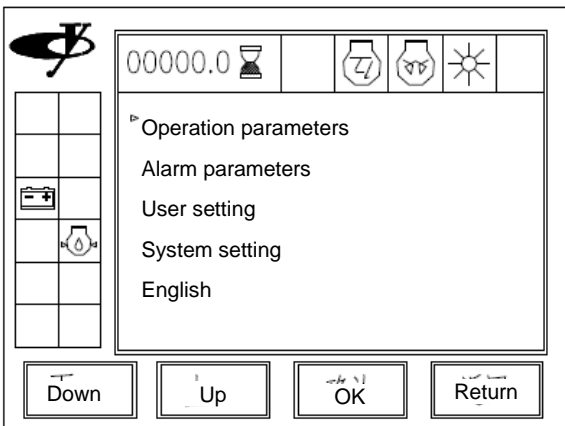 00000.0
Operation parameters
Alarm parameters
User setting
System setting
English
Down Up OK Return